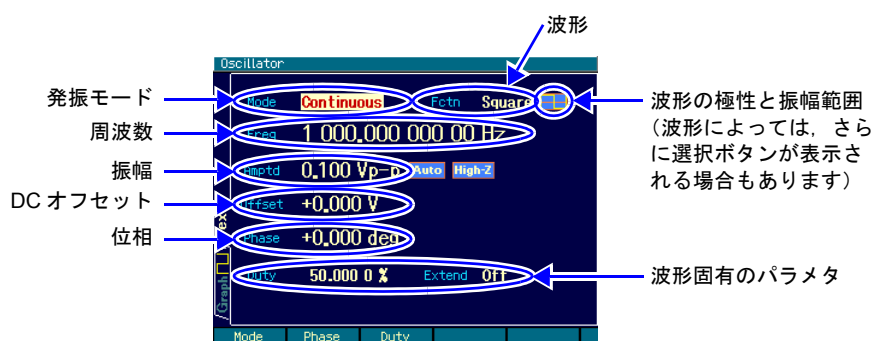 波形
Oscillator
発振モード
Mode Continuous Fctn Square
波形の極性と振幅範囲
（波形によっては，さら
に選択ボタンが表示さ
れる場合もあります）
周波数
Freq 1 000.000 000 00 Hz
振幅
Amptd 0.100 Vp-p Auto High-Z
DC オフセット
Offset +0.000 V
位相
Phase +0.000 deg
Duty 50.000 0 % Extend Off
波形固有のパラメタ
/Graph
Mode Phase Duty